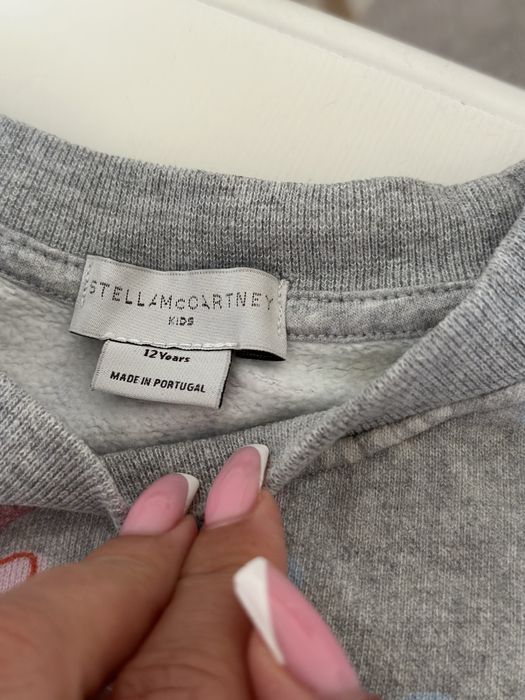 STELLAMcCARTNEY
KIDS
12 Years
MADE IN PORTUGAL